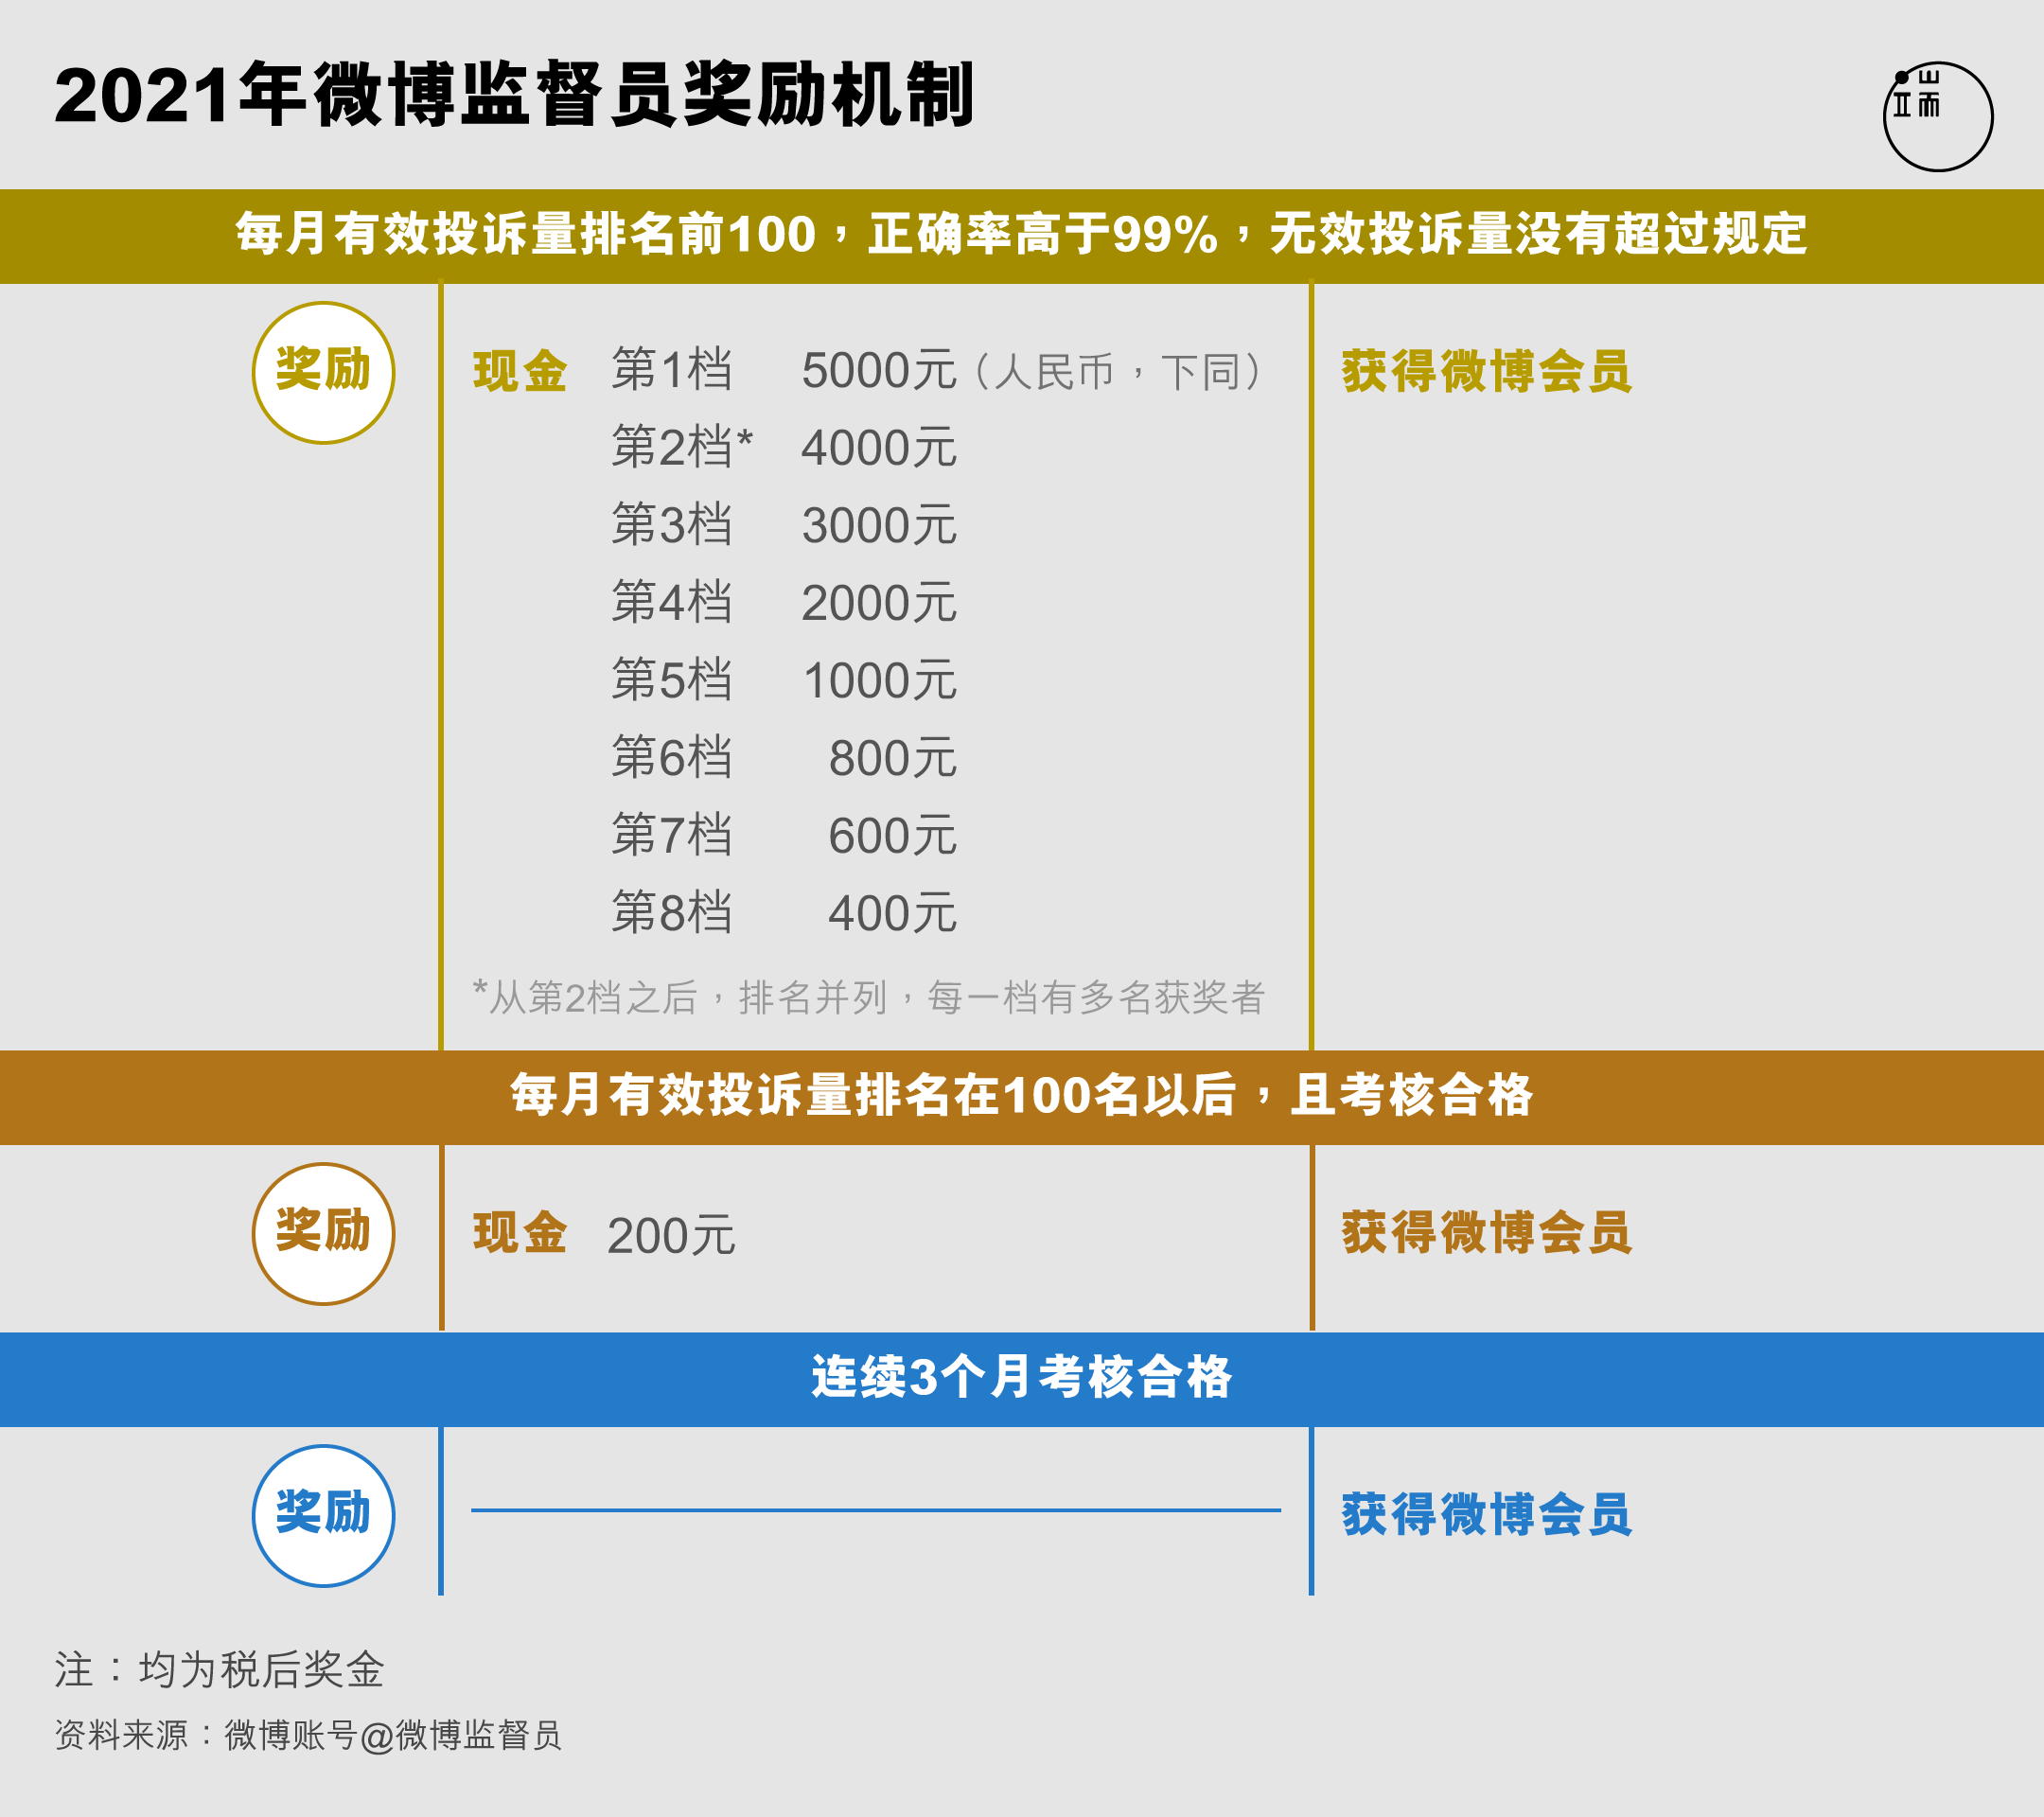 2021年微博监督员奖励机制
端
每月有效投诉量排名前100，正确率高于99%，无效投诉量没有超过规定
奖励
现金 第1档 5000元（人民币，下同） 获得微博会员
第2档* 4000元
第3档 3000元
第4档 2000元
第5档 1000元
第6档 800元
第7档 600元
第8档 400元
*从第2档之后，排名并列，每一档有多名获奖者
每月有效投诉量排名在100名以后，且考核合格
奖励
现金 200元 获得微博会员
连续3个月考核合格
奖励
获得微博会员
注：均为税后奖金
资料来源：微博账号@微博监督员